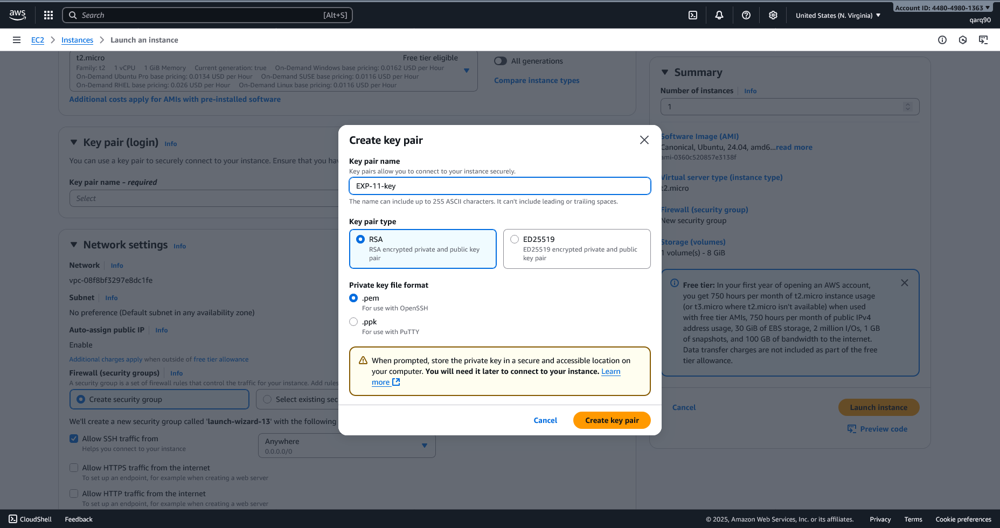 aws
Search [Alt+S]
United States (N. Virginia)
Account ID: 4480-4980-1363
qarq90
EC2 > Instances > Launch an instance
t2.micro Free tier eligible
Family: t2 1 vCPU 1 GiB Memory Current generation: true On-Demand Windows base pricing: 0.0162 USD per Hour
On-Demand Ubuntu Pro base pricing: 0.0134 USD per Hour On-Demand SUSE base pricing: 0.0116 USD per Hour
On-Demand RHEL base pricing: 0.026 USD per Hour On-Demand Linux base pricing: 0.0116 USD per Hour
Additional costs apply for AMIs with pre-installed software
All generations
Compare instance types
Key pair (login) Info
You can use a key pair to securely connect to your instance. Ensure that you hav
Key pair name - required
Select
Network settings Info
Network Info
vpc-08f8bf3297e8dc1fe
Subnet Info
No preference (Default subnet in any availability zone)
Auto-assign public IP Info
Enable
Additional charges apply when outside of free tier allowance
Firewall (security groups) Info
A security group is a set of firewall rules that control the traffic for your instance. Add rules
Create security group
Select existing sec
We'll create a new security group called 'launch-wizard-13' with the following
Allow SSH traffic from
Helps you connect to your instance
Anywhere
0.0.0.0/0
Allow HTTPS traffic from the internet
To set up an endpoint, for example when creating a web server
Allow HTTP traffic from the internet
To set up an endpoint, for example when creating a web server
Create key pair
Key pair name
Key pairs allow you to connect to your instance securely.
EXP-11-key
The name can include up to 255 ASCII characters. It can't include leading or trailing spaces.
Key pair type
RSA
RSA encrypted private and public key
pair
ED25519
ED25519 encrypted private and public
key pair
Private key file format
.pem
For use with OpenSSH
.ppk
For use with PuTTY
When prompted, store the private key in a secure and accessible location on
your computer. You will need it later to connect to your instance. Learn
more
Cancel
Create key pair
Summary
Number of instances Info
1
Software Image (AMI)
Canonical, Ubuntu, 24.04, amd6...read more
ami-0360c520857e3138f
Virtual server type (instance type)
t2.micro
Firewall (security group)
New security group
Storage (volumes)
1 volume(s) - 8 GiB
Free tier: In your first year of opening an AWS account,
you get 750 hours per month of t2.micro instance usage
(or t3.micro where t2.micro isn't available) when used
with free tier AMIs, 750 hours per month of public IPv4
address usage, 30 GiB of EBS storage, 2 million I/Os, 1 GB
of snapshots, and 100 GB of bandwidth to the internet.
Data transfer charges are not included as part of the free
tier allowance.
Cancel
Launch instance
Preview code
CloudShell Feedback
© 2025, Amazon Web Services, Inc. or its affiliates. Privacy Terms Cookie preferences